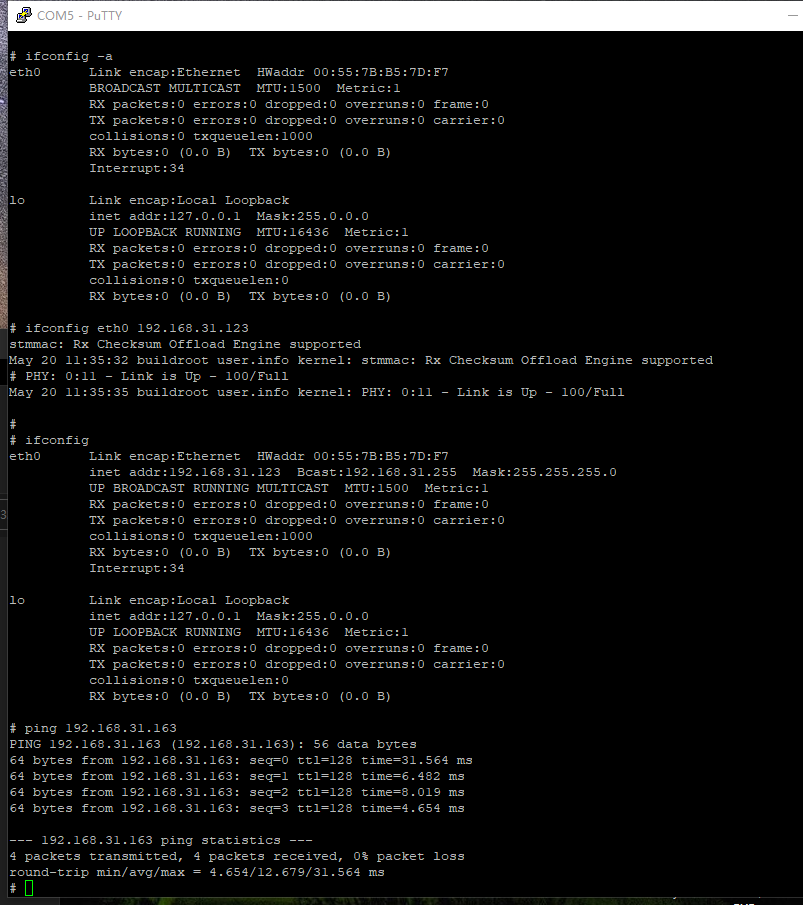 COM5 - PuTTY
# ifconfig -a
eth0      Link encap:Ethernet  HWaddr 00:55:7B:B5:7D:F7
          BROADCAST MULTICAST  MTU:1500  Metric:1
          RX packets:0 errors:0 dropped:0 overruns:0 frame:0
          TX packets:0 errors:0 dropped:0 overruns:0 carrier:0
          collisions:0 txqueuelen:1000
          RX bytes:0 (0.0 B)  TX bytes:0 (0.0 B)
          Interrupt:34
lo        Link encap:Local Loopback
          inet addr:127.0.0.1  Mask:255.0.0.0
          UP LOOPBACK RUNNING  MTU:16436  Metric:1
          RX packets:0 errors:0 dropped:0 overruns:0 frame:0
          TX packets:0 errors:0 dropped:0 overruns:0 carrier:0
          collisions:0 txqueuelen:0
          RX bytes:0 (0.0 B)  TX bytes:0 (0.0 B)
# ifconfig eth0 192.168.31.123
stmmac: Rx Checksum Offload Engine supported
May 20 11:35:32 buildroot user.info kernel: stmmac: Rx Checksum Offload Engine supported
# PHY: 0:11 - Link is Up - 100/Full
May 20 11:35:35 buildroot user.info kernel: PHY: 0:11 - Link is Up - 100/Full
#
# ifconfig
eth0      Link encap:Ethernet  HWaddr 00:55:7B:B5:7D:F7
          inet addr:192.168.31.123  Bcast:192.168.31.255  Mask:255.255.255.0
          UP BROADCAST RUNNING MULTICAST  MTU:1500  Metric:1
          RX packets:0 errors:0 dropped:0 overruns:0 frame:0
          TX packets:0 errors:0 dropped:0 overruns:0 carrier:0
          collisions:0 txqueuelen:1000
          RX bytes:0 (0.0 B)  TX bytes:0 (0.0 B)
          Interrupt:34
lo        Link encap:Local Loopback
          inet addr:127.0.0.1  Mask:255.0.0.0
          UP LOOPBACK RUNNING  MTU:16436  Metric:1
          RX packets:0 errors:0 dropped:0 overruns:0 frame:0
          TX packets:0 errors:0 dropped:0 overruns:0 carrier:0
          collisions:0 txqueuelen:0
          RX bytes:0 (0.0 B)  TX bytes:0 (0.0 B)
# ping 192.168.31.163
PING 192.168.31.163 (192.168.31.163): 56 data bytes
64 bytes from 192.168.31.163: seq=0 ttl=128 time=31.564 ms
64 bytes from 192.168.31.163: seq=1 ttl=128 time=6.482 ms
64 bytes from 192.168.31.163: seq=2 ttl=128 time=8.019 ms
64 bytes from 192.168.31.163: seq=3 ttl=128 time=4.654 ms
--- 192.168.31.163 ping statistics ---
4 packets transmitted, 4 packets received, 0% packet loss
round-trip min/avg/max = 4.654/12.679/31.564 ms
#